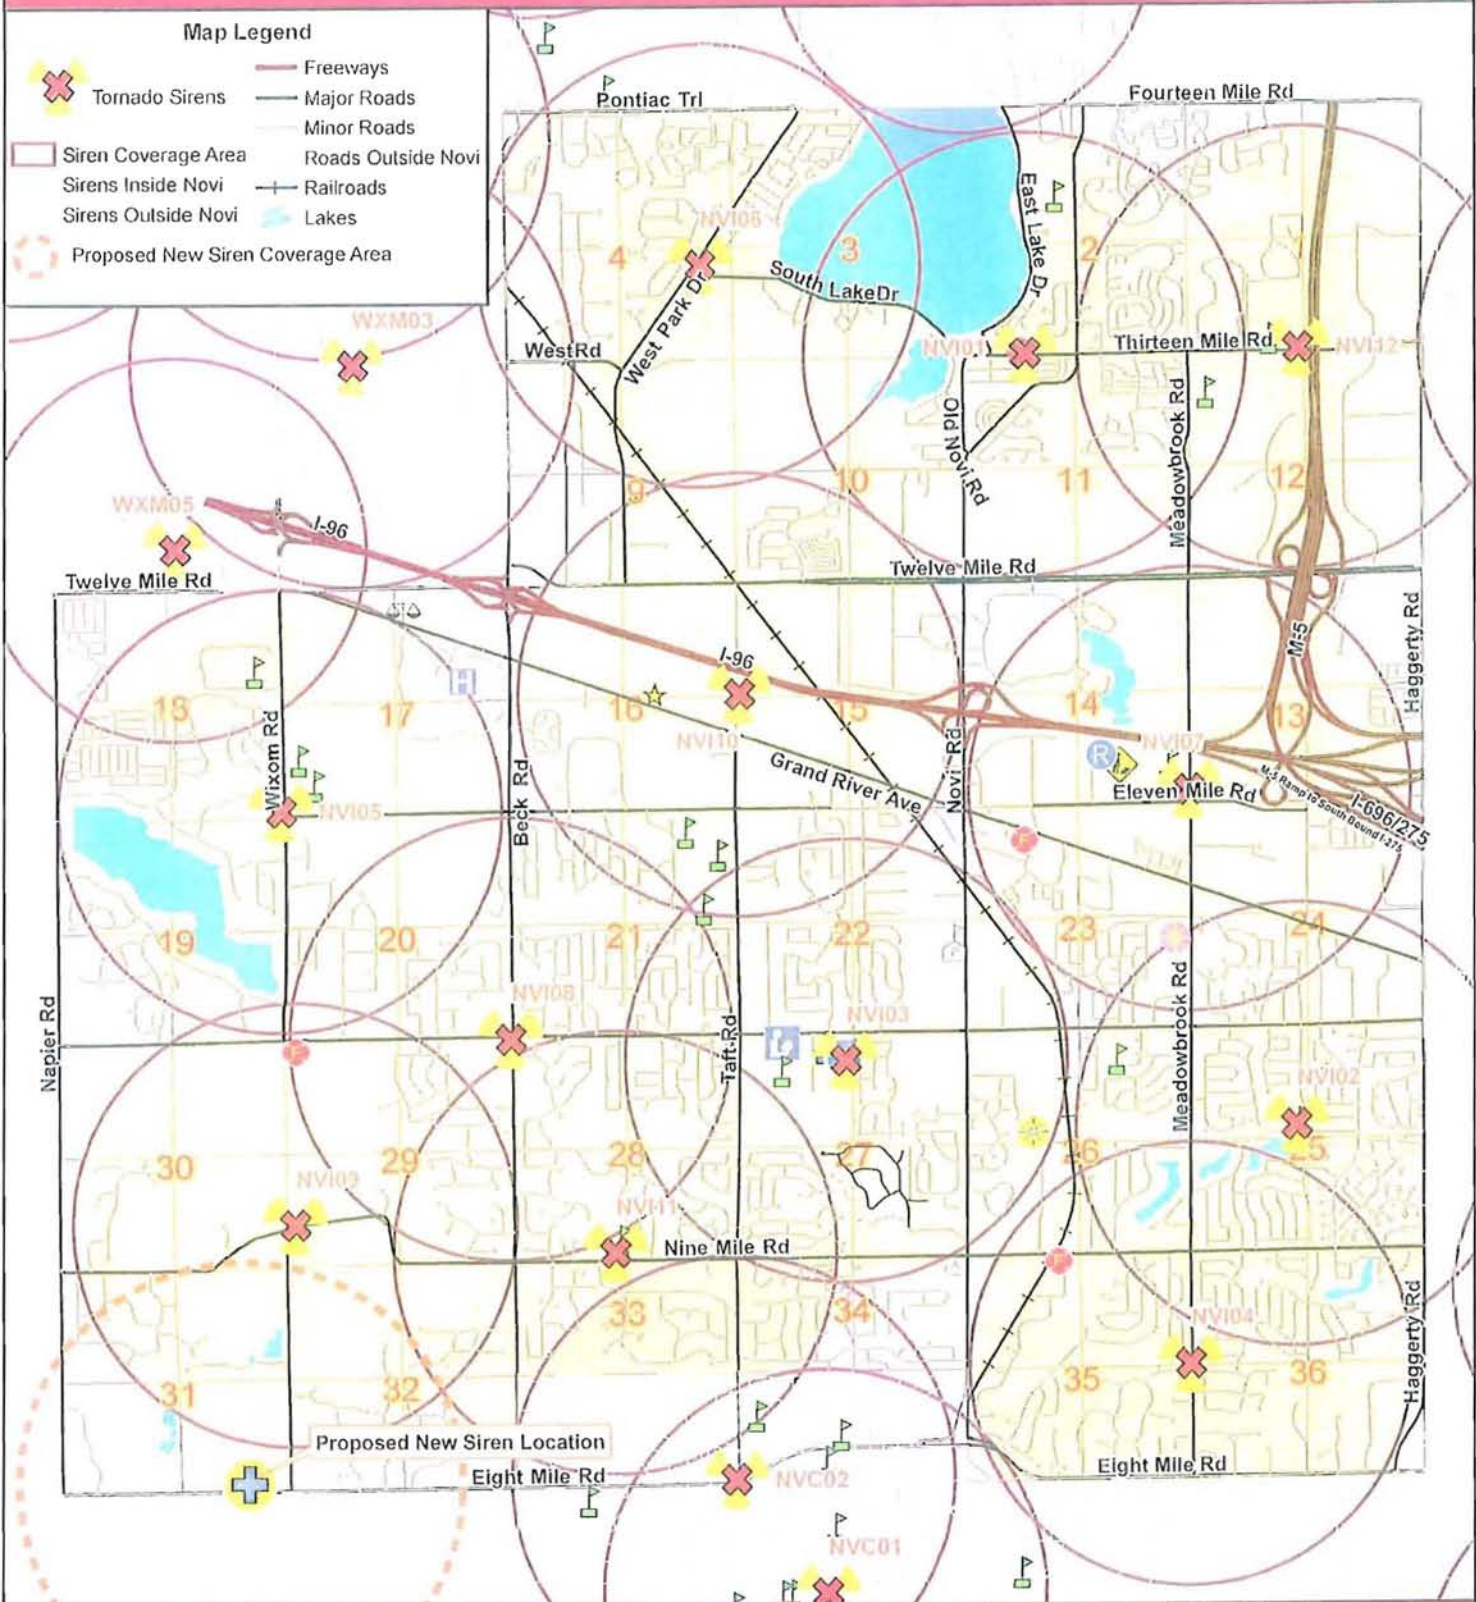 Map Legend
Tornado Sirens
Siren Coverage Area
Sirens Inside Novi
Sirens Outside Novi
Proposed New Siren Coverage Area
Freeways
Major Roads
Minor Roads
Roads Outside Novi
Railroads
Lakes
Pontiac Trl
Fourteen Mile Rd
NVI06
East Lake Dr
4
3
2
1
South LakeDr
West Park Dr
WXM03
WestRd
NVI01
Thirteen Mile Rd
NVI12
Old Novi Rd
Meadowbrook Rd
9
10
11
12
WXM05
I-96
Twelve Mile Rd
Twelve Mile Rd
Haggerty Rd
M-5
I-96
H
18
17
16
15
14
13
Wixom Rd
NVI10
NVI07
R
Grand River Ave
Novi Rd
Beck Rd
Eleven Mile Rd
M-5 Ramp to South Bound I-275
I-696/275
NVI05
F
19
20
21
22
23
24
NVI08
NVI03
Napier Rd
Taft Rd
Meadowbrook Rd
F
L
NVI02
30
29
28
27
26
25
NVI09
NVI11
Nine Mile Rd
F
33
34
NVI04
Haggerty Rd
31
32
35
36
Proposed New Siren Location
Eight Mile Rd
NVC02
Eight Mile Rd
NVC01